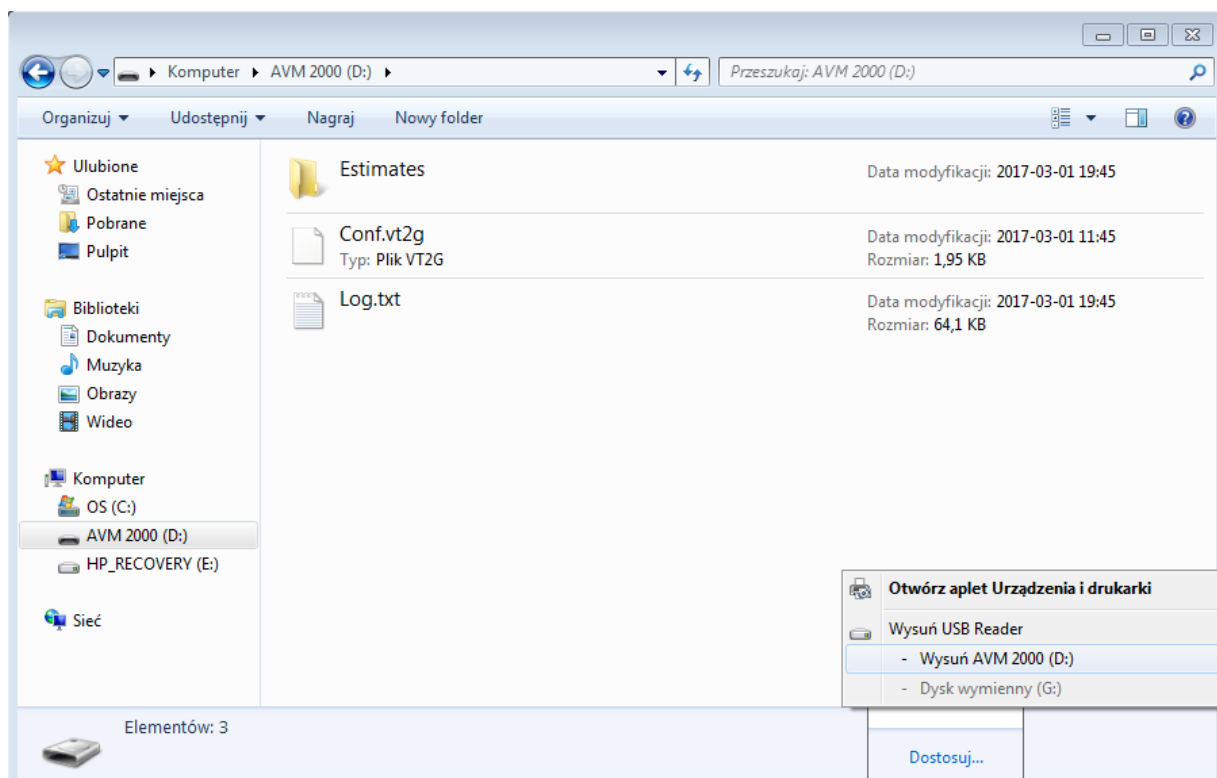 Komputer AVM 2000 (D:)
Przeszukaj: AVM 2000 (D:)
Organizuj Udostępnij Nagraj Nowy folder
Ulubione
Ostatnie miejsca
Pobrane
Pulpit
Biblioteki
Dokumenty
Muzyka
Obrazy
Wideo
Komputer
OS (C:)
AVM 2000 (D:)
HP_RECOVERY (E:)
Sieć
Estimates
Data modyfikacji: 2017-03-01 19:45
Conf.vt2g
Typ: Plik VT2G
Data modyfikacji: 2017-03-01 11:45
Rozmiar: 1,95 KB
Log.txt
Data modyfikacji: 2017-03-01 19:45
Rozmiar: 64,1 KB
Otwórz aplet Urządzenia i drukarki
Wysuń USB Reader
- Wysuń AVM 2000 (D:)
- Dysk wymienny (G:)
Elementów: 3
Dostosuj...